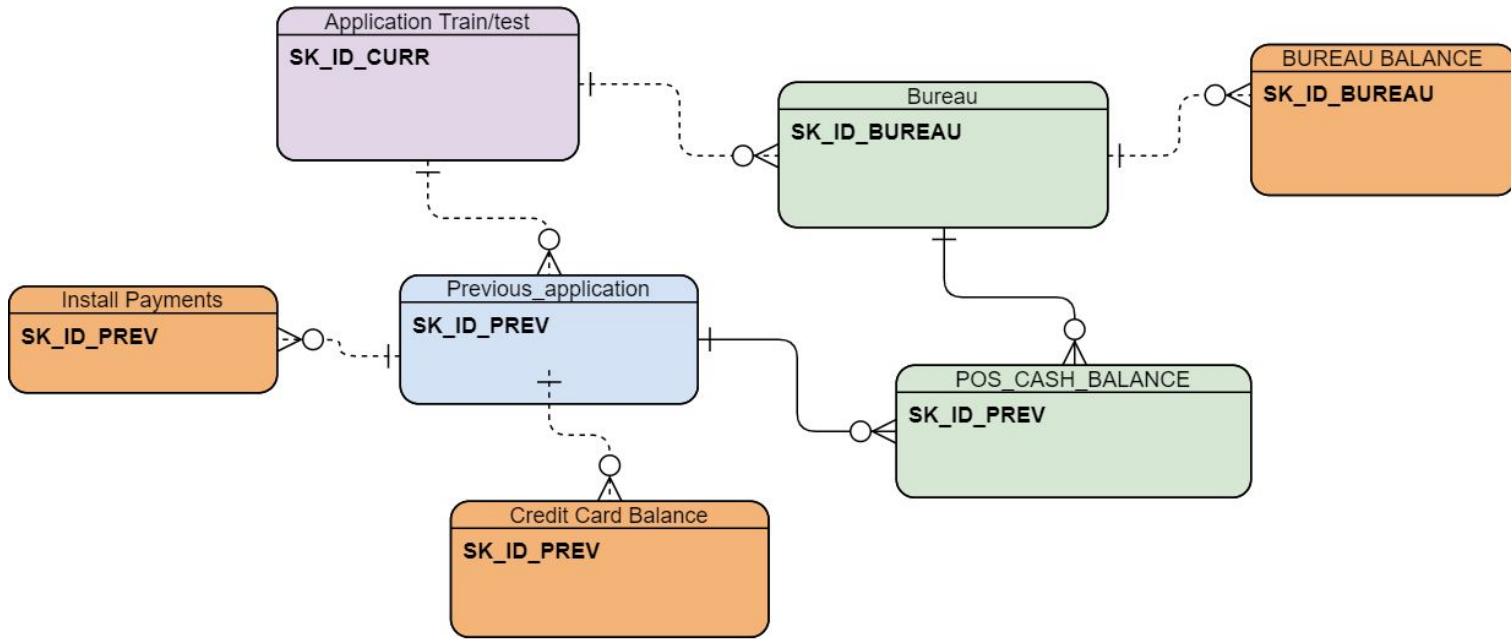 Application Train/test
SK_ID_CURR
BUREAU BALANCE
SK_ID_BUREAU
Bureau
SK_ID_BUREAU
Install Payments
SK_ID_PREV
Previous_application
SK_ID_PREV
POS_CASH_BALANCE
SK_ID_PREV
Credit Card Balance
SK_ID_PREV